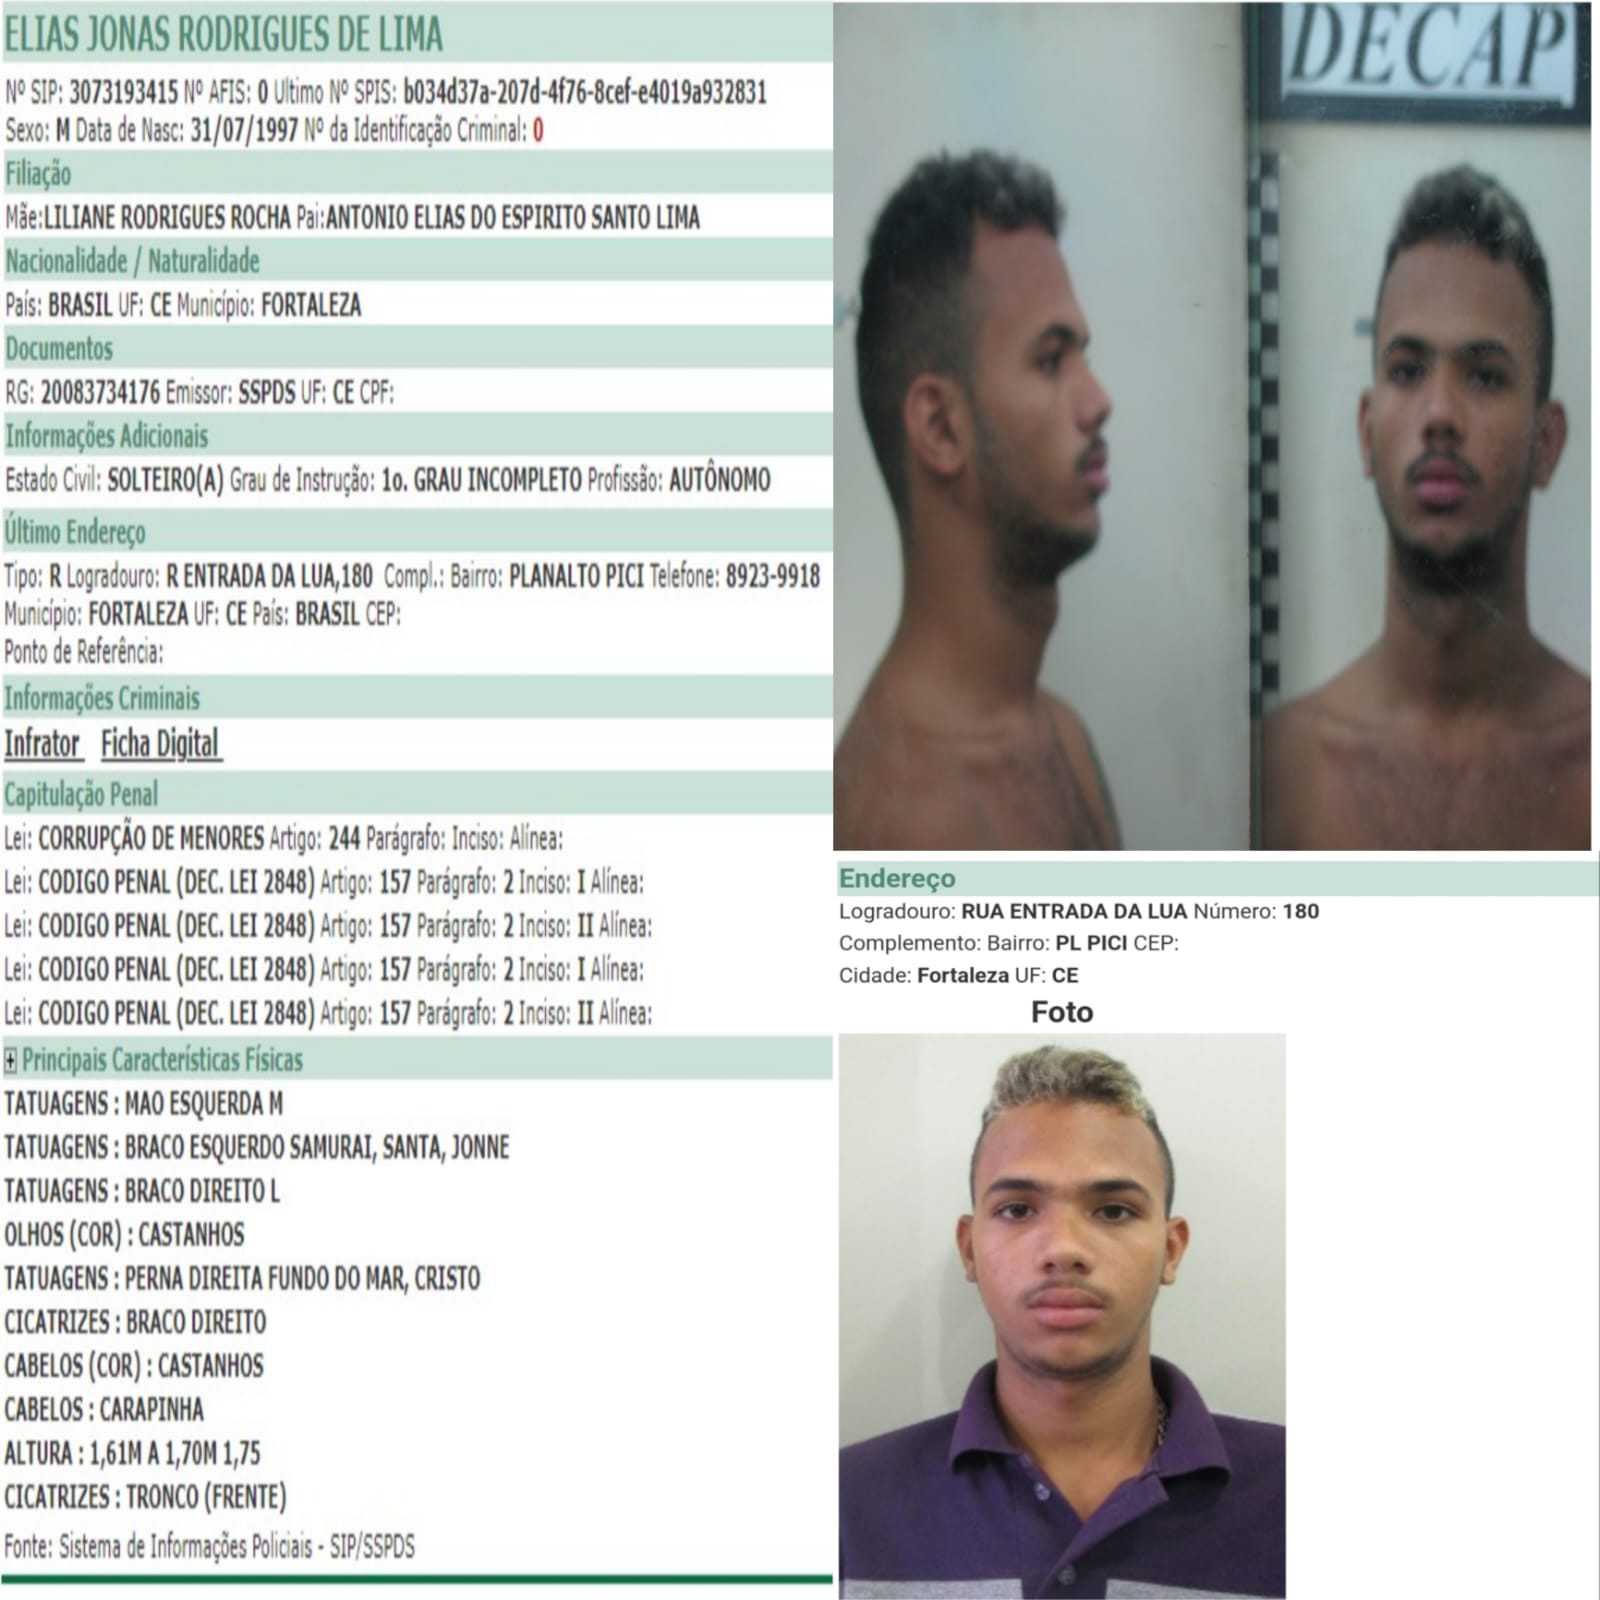 ELIAS JONAS RODRIGUES DE LIMA
Nº SIP: 3073193415 Nº AFIS: 0 Ultimo Nº SPIS: b034d37a-207d-4f76-8cef-e4019a932831
Sexo: M Data de Nasc: 31/07/1997 Nº da Identificação Criminal: 0
Filiação
Mãe:LILIANE RODRIGUES ROCHA Pai:ANTONIO ELIAS DO ESPIRITO SANTO LIMA
Nacionalidade / Naturalidade
País: BRASIL UF: CE Município: FORTALEZA
Documentos
RG: 20083734176 Emissor: SSPDS UF: CE CPF:
Informações Adicionais
Estado Civil: SOLTEIRO(A) Grau de Instrução: 1o. GRAU INCOMPLETO Profissão: AUTÔNOMO
Último Endereço
Tipo: R Logradouro: R ENTRADA DA LUA,180 Compl.: Bairro: PLANALTO PICI Telefone: 8923-9918
Município: FORTALEZA UF: CE País: BRASIL CEP:
Ponto de Referência:
Informações Criminais
Infrator Ficha Digital
Capitulação Penal
Lei: CORRUPÇÃO DE MENORES Artigo: 244 Parágrafo: Inciso: Alínea:
Lei: CODIGO PENAL (DEC. LEI 2848) Artigo: 157 Parágrafo: 2 Inciso: I Alínea:
Lei: CODIGO PENAL (DEC. LEI 2848) Artigo: 157 Parágrafo: 2 Inciso: II Alínea:
Lei: CODIGO PENAL (DEC. LEI 2848) Artigo: 157 Parágrafo: 2 Inciso: I Alínea:
Lei: CODIGO PENAL (DEC. LEI 2848) Artigo: 157 Parágrafo: 2 Inciso: II Alínea:
+ Principais Características Físicas
TATUAGENS : MAO ESQUERDA M
TATUAGENS : BRACO ESQUERDO SAMURAI, SANTA, JONNE
TATUAGENS : BRACO DIREITO L
OLHOS (COR) : CASTANHOS
TATUAGENS : PERNA DIREITA FUNDO DO MAR, CRISTO
CICATRIZES : BRACO DIREITO
CABELOS (COR) : CASTANHOS
CABELOS : CARAPINHA
ALTURA : 1,61M A 1,70M 1,75
CICATRIZES : TRONCO (FRENTE)
Fonte: Sistema de Informações Policiais - SIP/SSPDS
DECAP
Endereço
Logradouro: RUA ENTRADA DA LUA Número: 180
Complemento: Bairro: PL PICI CEP:
Cidade: Fortaleza UF: CE
Foto